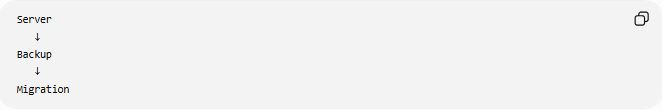 Server
↓
Backup
↓
Migration